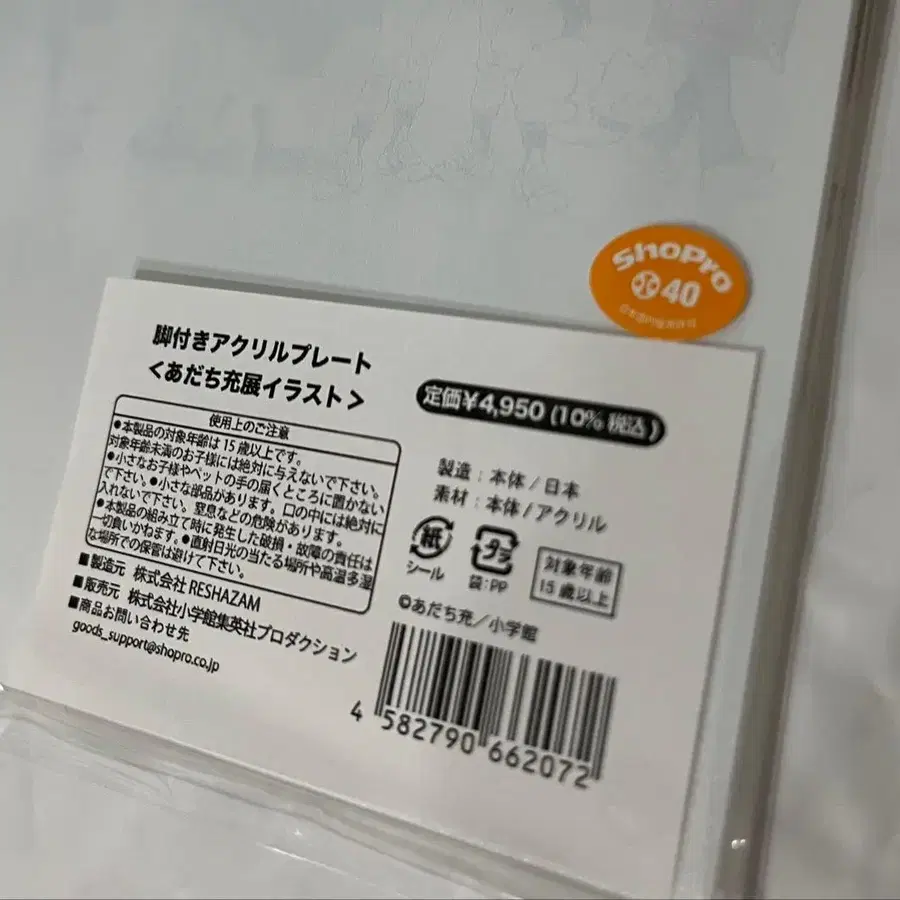 ShoPro
40
脚付きアクリルプレート
<あだち充展イラスト>
定価¥4,950(10% 税込)
使用上のご注意
●本製品の対象年齢は15歳以上です。
対象年齢未満のお子様には絶対に与えないで下さい。
●小さなお子様やペットの手の届くところに置かない
で下さい。●小さな部品があります。口の中には絶対に
入れないで下さい。窒息などの危険があります。
●本製品の組み立て時に発生した破損・故障の責任は
一切負いかねます。●直射日光の当たる場所や高温多湿
な場所での保管は避けて下さい。
■製造元 株式会社 RESHAZAM
■販売元 株式会社小学館集英社プロダクション
■商品お問い合わせ先
goods_support@shopro.co.jp
製造:本体/日本
素材:本体/アクリル
紙
シール
プラ
袋:PP
対象年齢
15歳以上
©あだち充/小学館
4 582790 662072